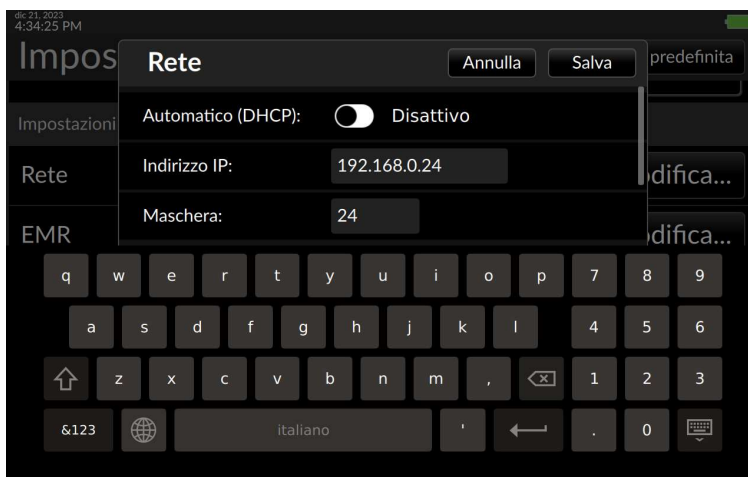 dic 21, 2023
4:34:25 PM
Impos
Rete
Annulla
Salva
predefinita
Impostazioni
Automatico (DHCP):
Disattivo
Indirizzo IP:
192.168.0.24
Rete
difica...
Maschera:
24
EMR
difica...
q w e r t y u i o p 7 8 9
a s d f g h j k l 4 5 6
z x c v b n m , 1 2 3
&123 italiano ' . 0